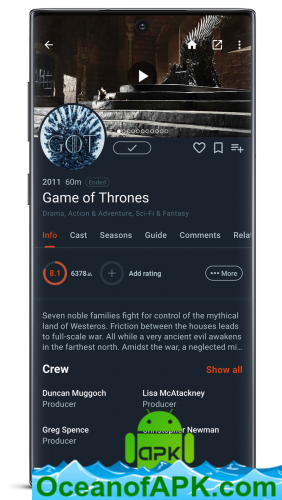 GOT
2011 60m Ended
Game of Thrones
Drama, Action & Adventure, Sci-Fi & Fantasy
Info Cast Seasons Guide Comments Rela
8.1 6378 Add rating ••• More
Seven noble families fight for control of the mythical
land of Westeros. Friction between the houses leads
to full-scale war. All while a very ancient evil awakens
in the farthest north. Amidst the war, a neglected mi...
Crew Show all
Duncan Muggoch Lisa McAtackney
Producer Producer
Greg Spence Christopher Newman
Producer
apk
OceanofAPK.com